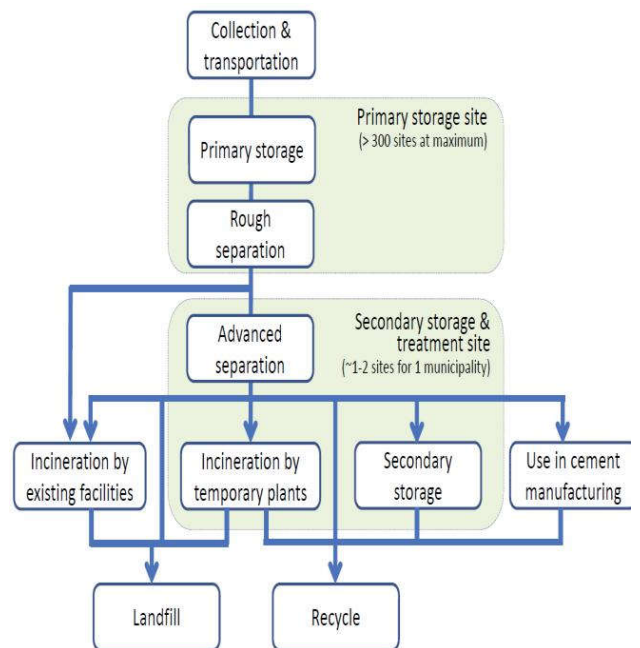 Collection &
transportation
Primary storage site
(> 300 sites at maximum)
Primary storage
Rough
separation
Advanced
separation
Secondary storage &
treatment site
(~1-2 sites for 1 municipality)
Incineration by
existing facilities
Incineration by
temporary plants
Secondary
storage
Use in cement
manufacturing
Landfill
Recycle